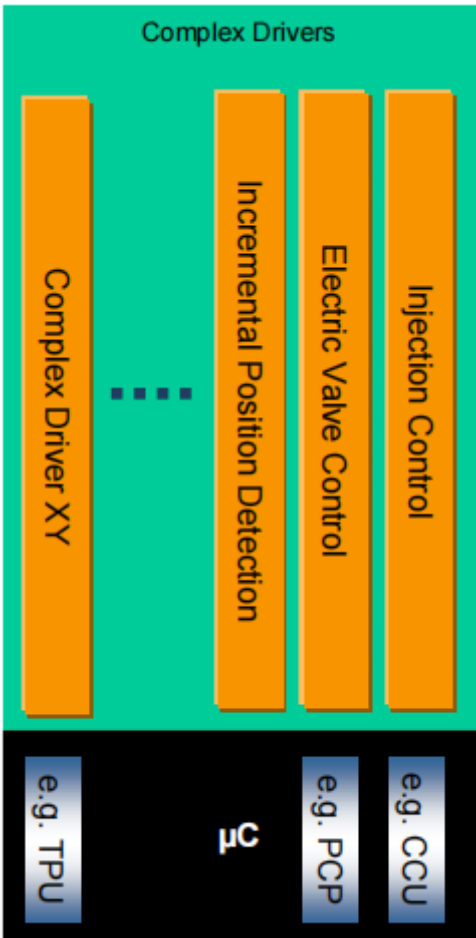 Complex Drivers
Complex Driver XY
Incremental Position Detection
Electric Valve Control
Injection Control
e.g. TPU
µC
e.g. PCP
e.g. CCU